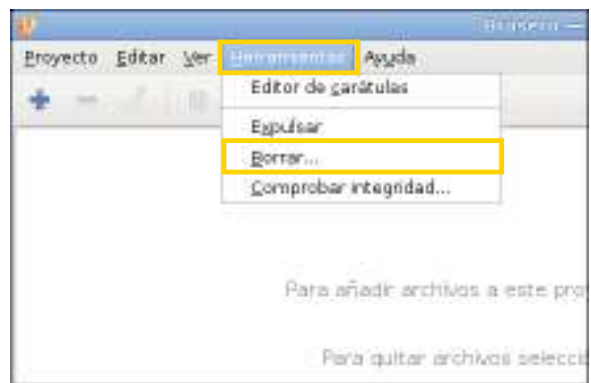 Brasero —
Proyecto Editar Ver Herramientas Ayuda
Editor de carátulas
Expulsar
Borrar...
Comprobar integridad...
Para añadir archivos a este pro
Para quitar archivos selecci